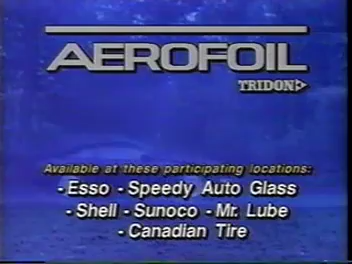 AEROFOIL
TRIDON
Available at these participating locations:
- Esso - Speedy Auto Glass
- Shell - Sunoco - Mr. Lube
- Canadian Tire